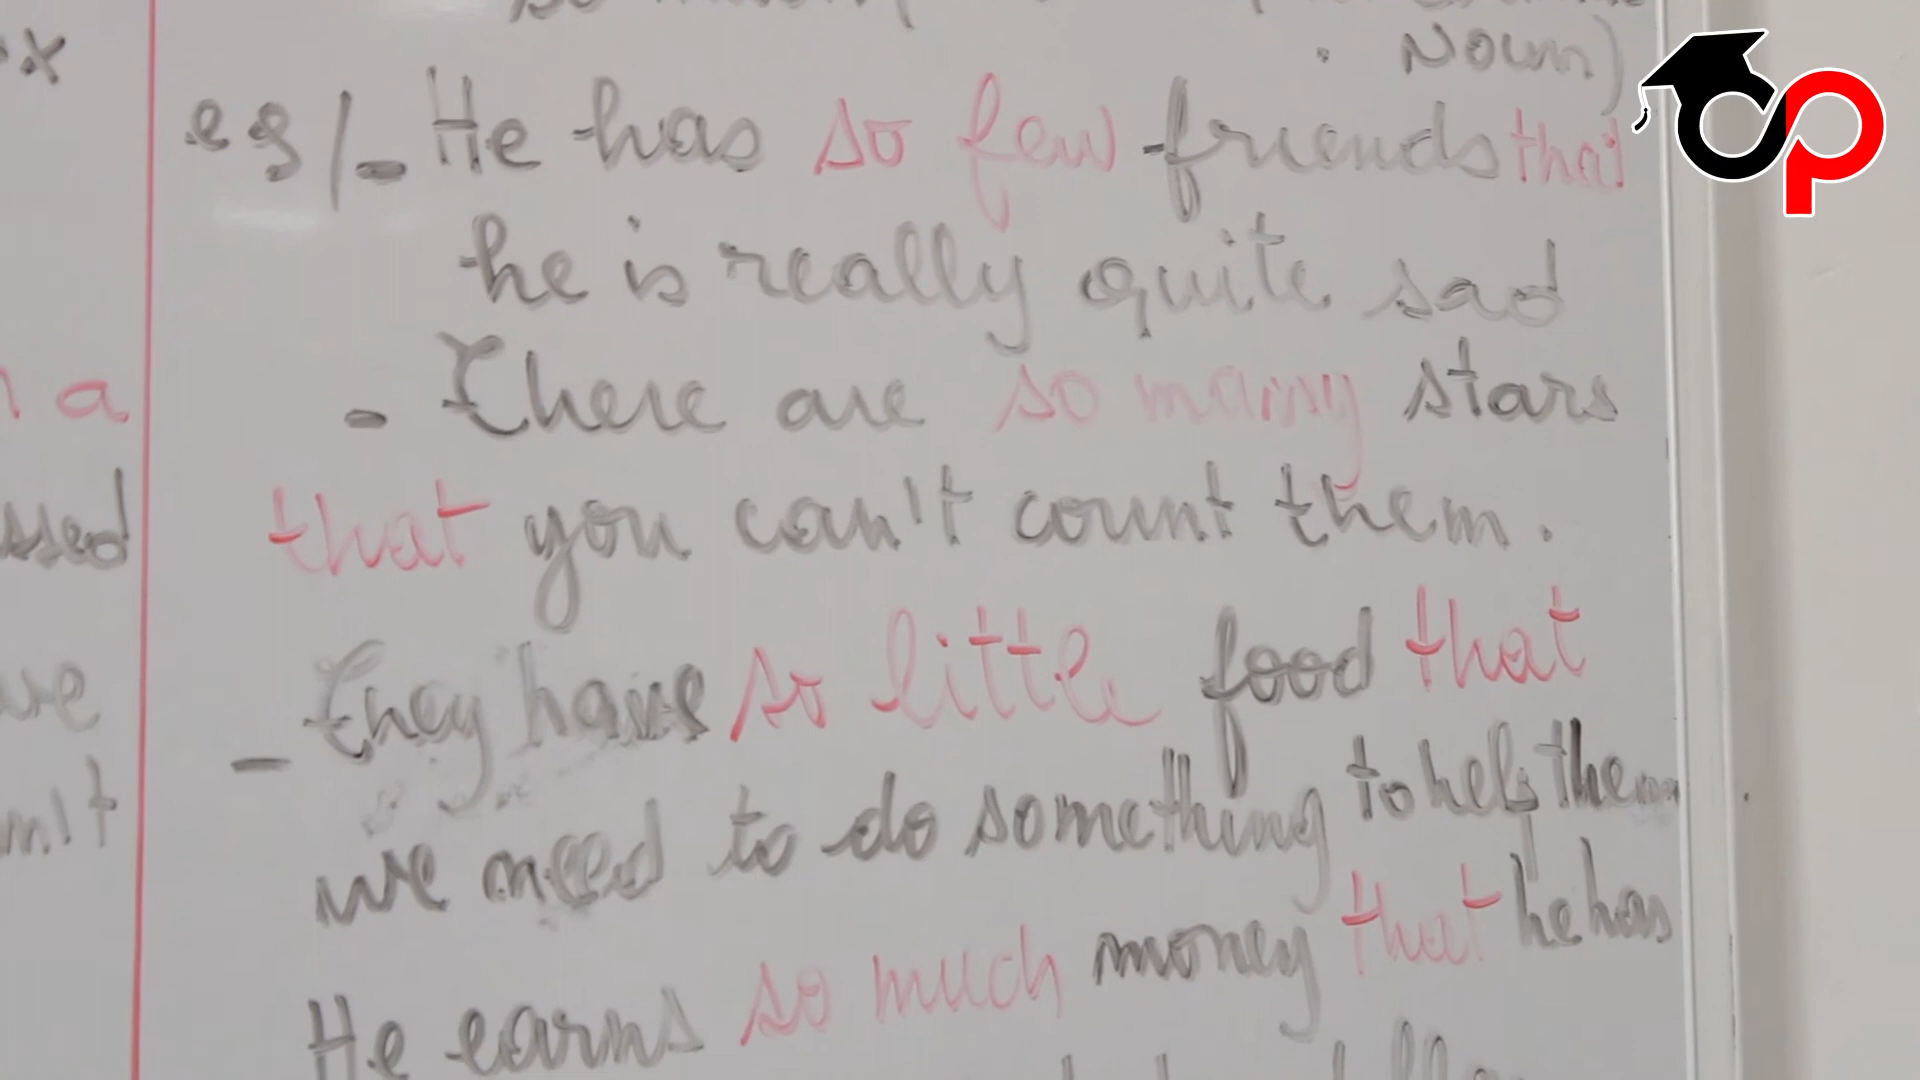 Noun)
eg/- He has so few friends that
he is really quite sad
- There are so many stars
that you can't count them.
- They have so little food that
we need to do something to help them
He earns so much money that he has
x
a
ssed